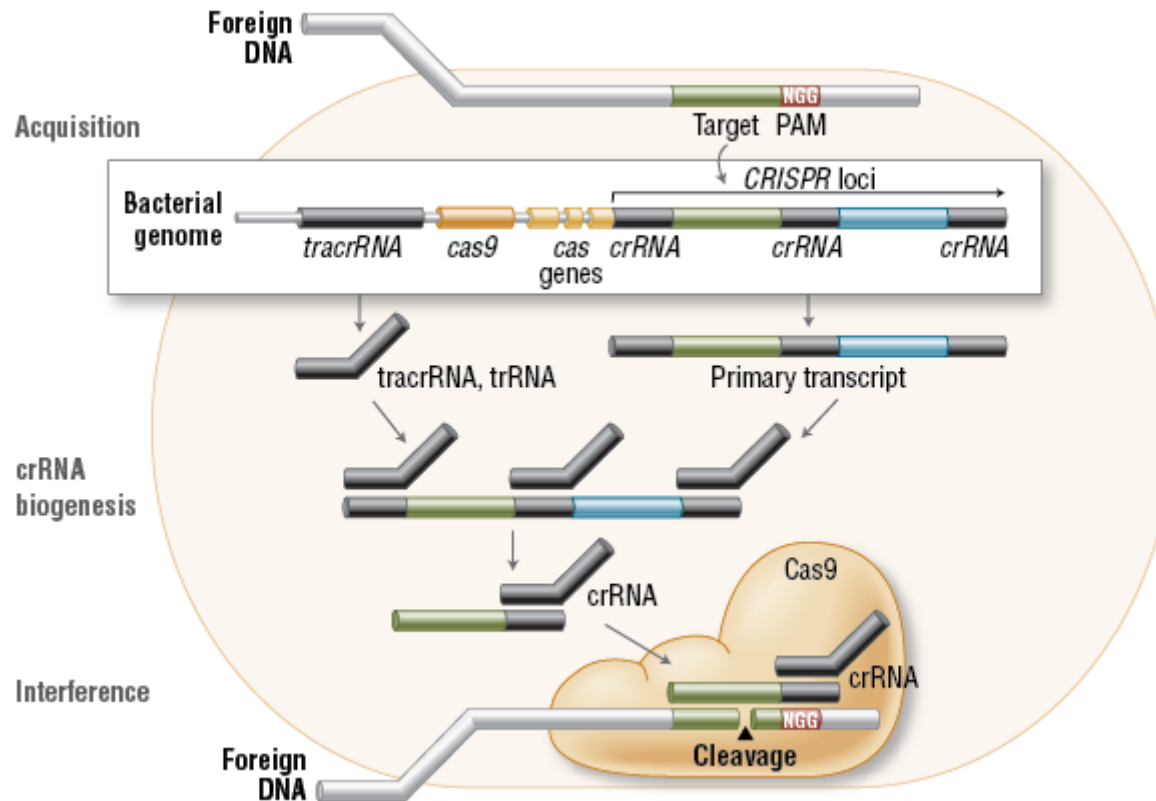 Foreign
DNA
NGG
Acquisition
Target PAM
CRISPR loci
Bacterial
genome
tracrRNA
cas9
cas
genes
crRNA
crRNA
crRNA
tracrRNA, trRNA
Primary transcript
crRNA
biogenesis
Cas9
crRNA
crRNA
Interference
NGG
Cleavage
Foreign
DNA